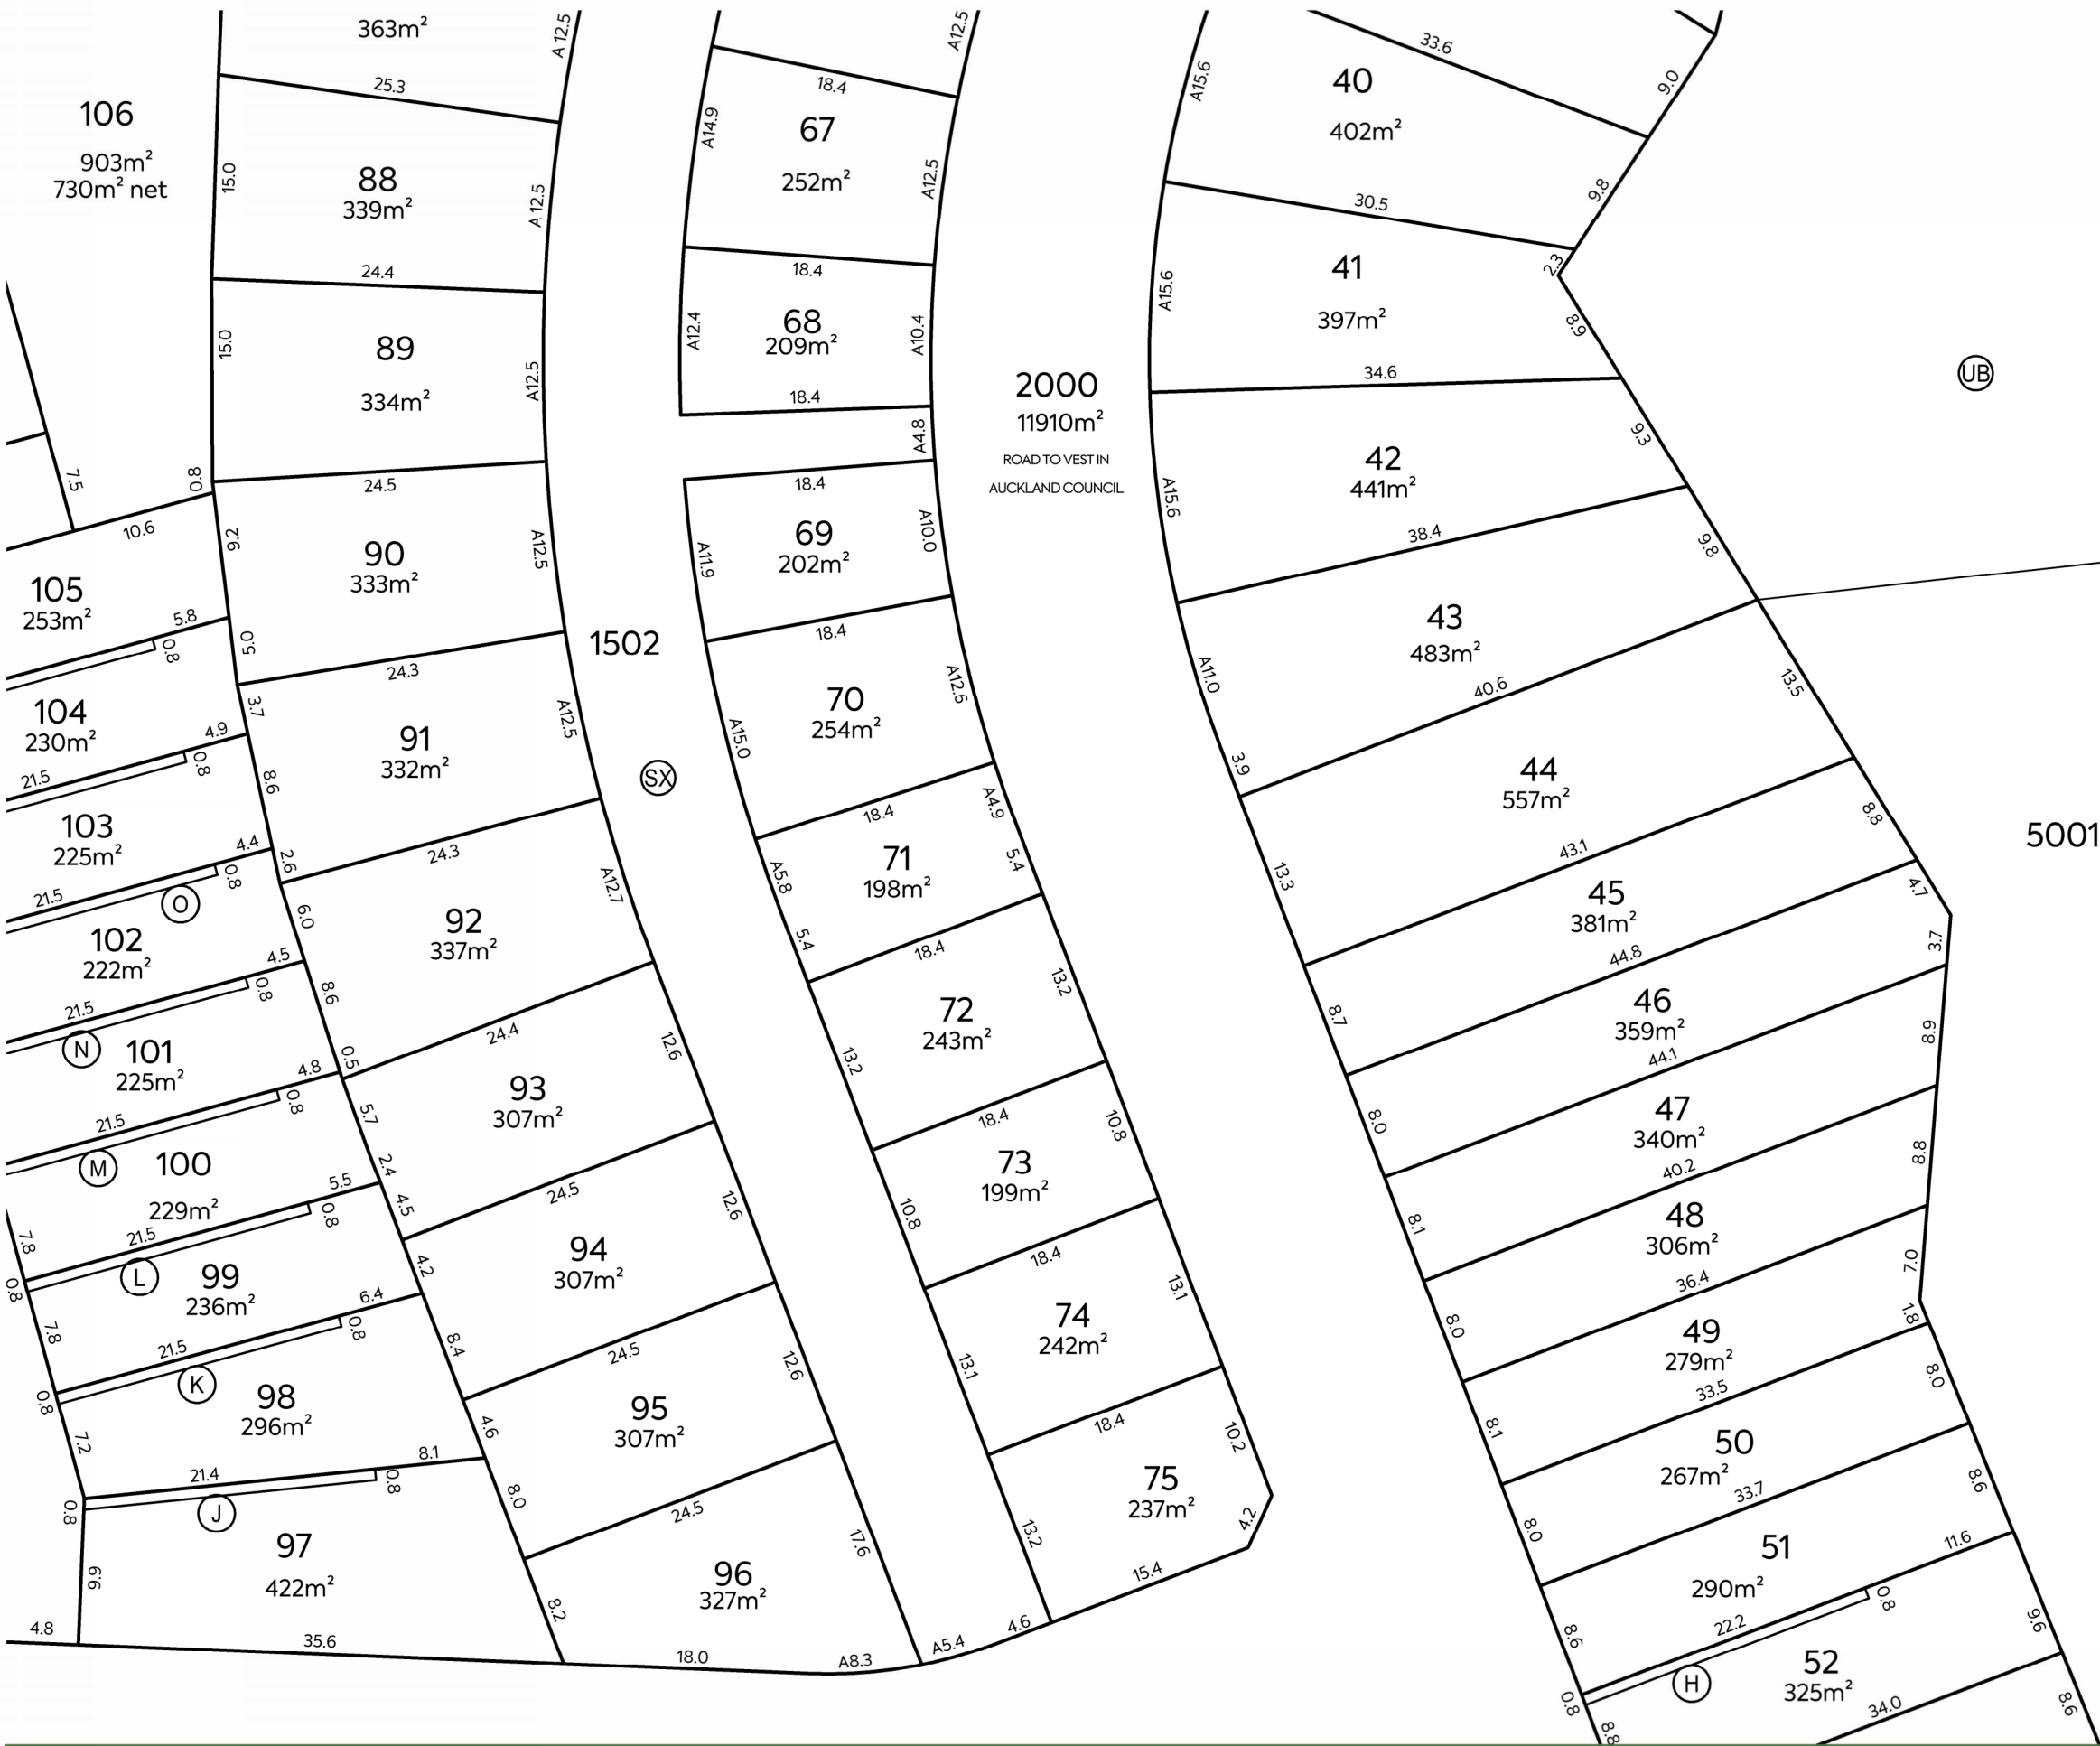 363m²
A 12.5
A12.5
33.6
9.0
25.3
18.4
A15.6
40
402m²
106
903m²
730m² net
A14.9
67
252m²
A12.5
9.8
15.0
88
339m²
A 12.5
30.5
24.4
18.4
2.3
41
397m²
A15.6
8.9
15.0
89
334m²
A12.5
A12.4
68
209m²
A10.4
18.4
2000
11910m²
ROAD TO VEST IN
AUCKLAND COUNCIL
34.6
UB
A4.8
9.3
7.5
0.8
24.5
18.4
42
441m²
A15.6
10.6
9.2
90
333m²
A12.5
A11.9
69
202m²
A10.0
38.4
9.8
105
253m²
5.8
0.8
5.0
24.3
1502
18.4
43
483m²
A11.0
40.6
13.5
104
230m²
4.9
3.7
91
332m²
A12.5
A15.0
70
254m²
A12.6
21.5
0.8
8.6
SX
3.9
44
557m²
103
225m²
4.4
2.6
24.3
18.4
A4.9
8.8
5001
21.5
0.8
O
6.0
A12.7
A5.8
71
198m²
5.4
13.3
43.1
45
381m²
4.7
102
222m²
4.5
92
337m²
5.4
18.4
44.8
3.7
21.5
0.8
N
8.6
24.4
12.6
72
243m²
13.2
8.7
46
359m²
8.9
101
225m²
4.8
0.5
93
307m²
13.2
44.1
21.5
0.8
M
5.7
18.4
10.8
8.0
47
340m²
40.2
8.8
100
229m²
5.5
2.4
4.5
24.5
12.6
10.8
73
199m²
8.1
48
306m²
36.4
7.0
7.8
21.5
0.8
L
99
236m²
6.4
4.2
94
307m²
18.4
13.1
8.0
49
279m²
1.8
0.8
7.8
21.5
0.8
K
8.4
24.5
12.6
13.1
74
242m²
33.5
8.0
0.8
7.2
98
296m²
8.1
4.6
95
307m²
18.4
10.2
8.1
50
267m²
33.7
8.6
21.4
0.8
J
8.0
24.5
17.6
13.2
75
237m²
4.2
8.0
51
290m²
11.6
0.8
9.9
97
422m²
96
327m²
15.4
22.2
0.8
9.6
8.2
8.6
4.8
35.6
18.0
A8.3
A5.4
4.6
H
52
325m²
0.8
8.8
34.0
8.6